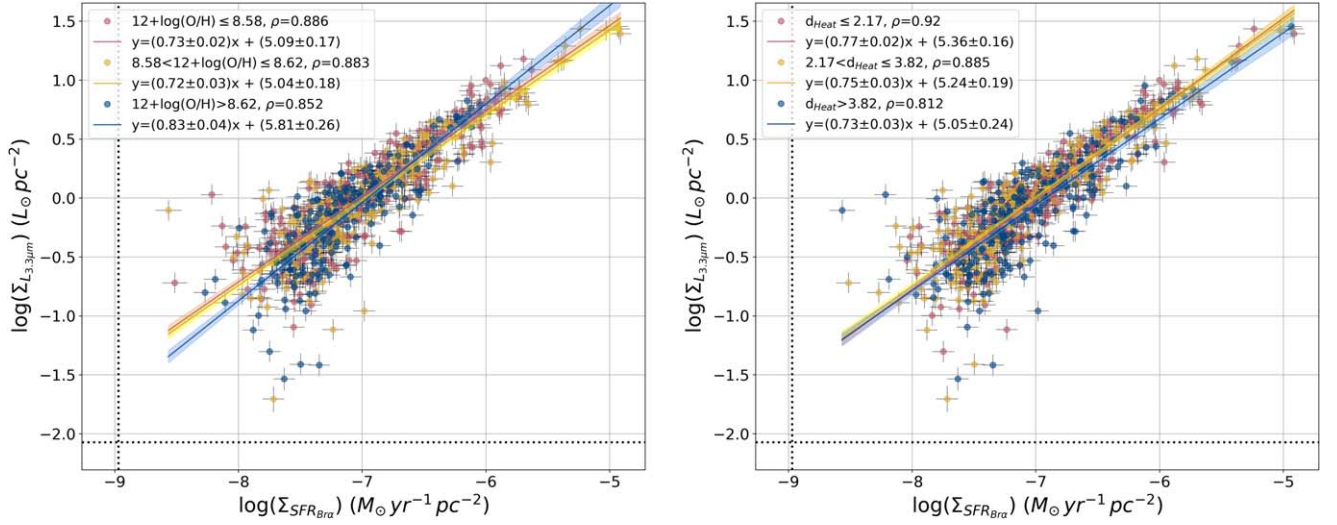 12+log(O/H) ≤ 8.58, ρ=0.886
y=(0.73±0.02)x + (5.09±0.17)
8.58<12+log(O/H) ≤ 8.62, ρ=0.883
y=(0.72±0.03)x + (5.04±0.18)
12+log(O/H)>8.62, ρ=0.852
y=(0.83±0.04)x + (5.81±0.26)
1.5
1.0
0.5
0.0
−0.5
−1.0
−1.5
−2.0
log(Σ_{L_{3.3μm}}) (L_⊙ pc^{−2})
−9 −8 −7 −6 −5
log(Σ_{SFR_{Brα}}) (M_⊙ yr^{−1} pc^{−2})
d_{Heat} ≤ 2.17, ρ=0.92
y=(0.77±0.02)x + (5.36±0.16)
2.17<d_{Heat} ≤ 3.82, ρ=0.885
y=(0.75±0.03)x + (5.24±0.19)
d_{Heat}>3.82, ρ=0.812
y=(0.73±0.03)x + (5.05±0.24)
1.5
1.0
0.5
0.0
−0.5
−1.0
−1.5
−2.0
log(Σ_{L_{3.3μm}}) (L_⊙ pc^{−2})
−9 −8 −7 −6 −5
log(Σ_{SFR_{Brα}}) (M_⊙ yr^{−1} pc^{−2})